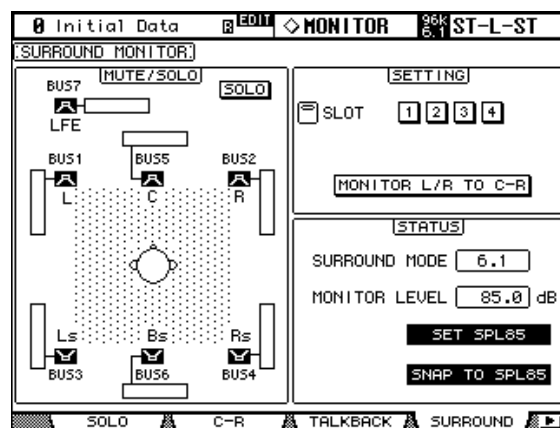 0 Initial Data R EDIT ◇MONITOR 96k 6.1 ST-L-ST
SURROUND MONITOR
MUTE/SOLO
SOLO
BUS7
LFE
BUS1 BUS5 BUS2
L C R
Ls Bs Rs
BUS3 BUS6 BUS4
SETTING
SLOT 1 2 3 4
MONITOR L/R TO C-R
STATUS
SURROUND MODE 6.1
MONITOR LEVEL 85.0 dB
SET SPL85
SNAP TO SPL85
SOLO C-R TALKBACK SURROUND